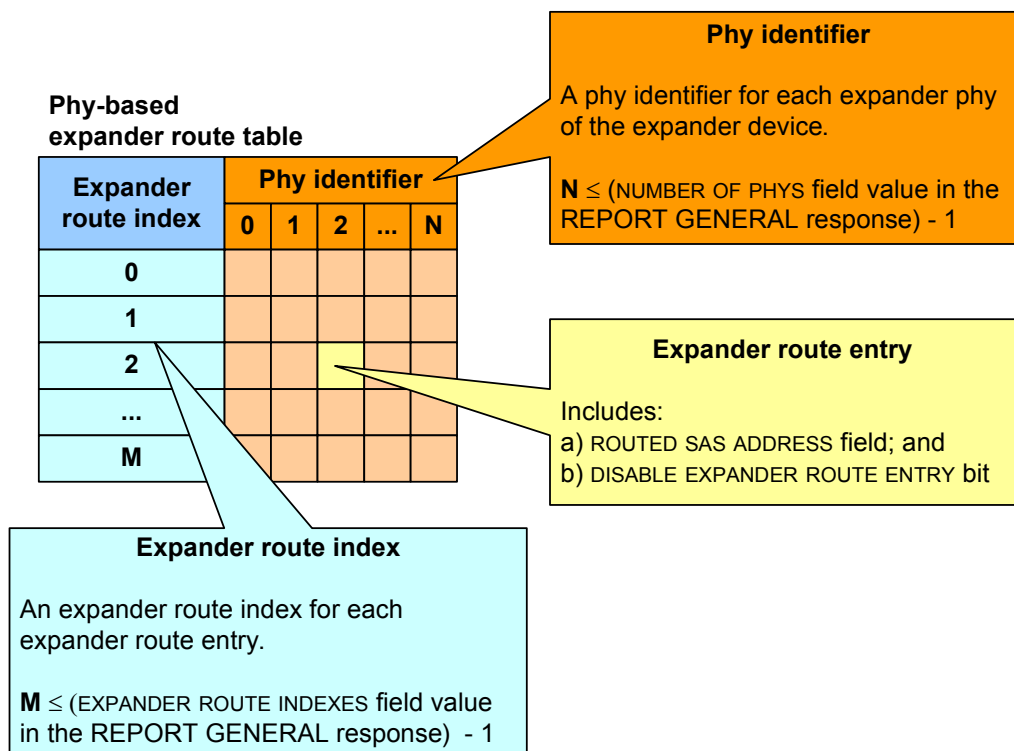 Phy identifier
A phy identifier for each expander phy
of the expander device.
N ≤ (NUMBER OF PHYS field value in the
REPORT GENERAL response) - 1
Phy-based
expander route table
Expander
route index
Phy identifier
0 1 2 ... N
0
1
2
...
M
Expander route entry
Includes:
a) ROUTED SAS ADDRESS field; and
b) DISABLE EXPANDER ROUTE ENTRY bit
Expander route index
An expander route index for each
expander route entry.
M ≤ (EXPANDER ROUTE INDEXES field value
in the REPORT GENERAL response) - 1